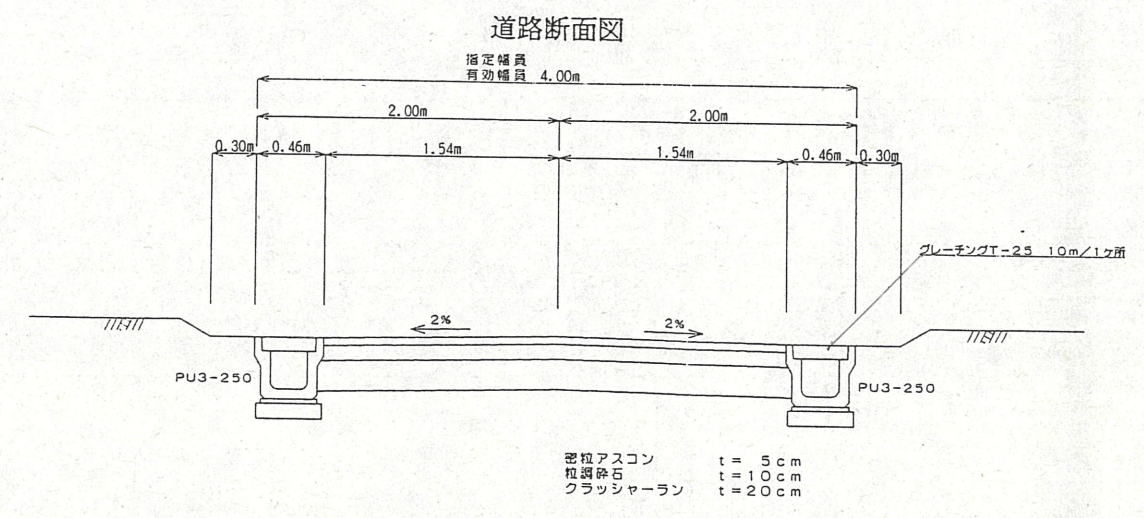 道路断面図
指定幅員
有効幅員 4.00m
2.00m 2.00m
0.30m 0.46m 1.54m 1.54m 0.46m 0.30m
グレーチングT-25 10m/1ケ所
2% 2%
PU3-250 PU3-250
密粒アスコン t= 5cm
粒調砕石 t=10cm
クラッシャーラン t=20cm